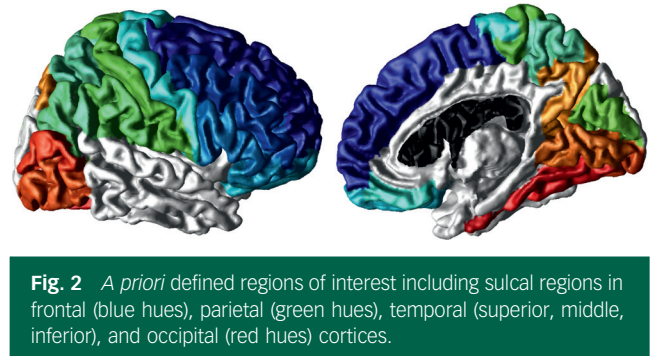 Fig. 2 A priori defined regions of interest including sulcal regions in
frontal (blue hues), parietal (green hues), temporal (superior, middle,
inferior), and occipital (red hues) cortices.